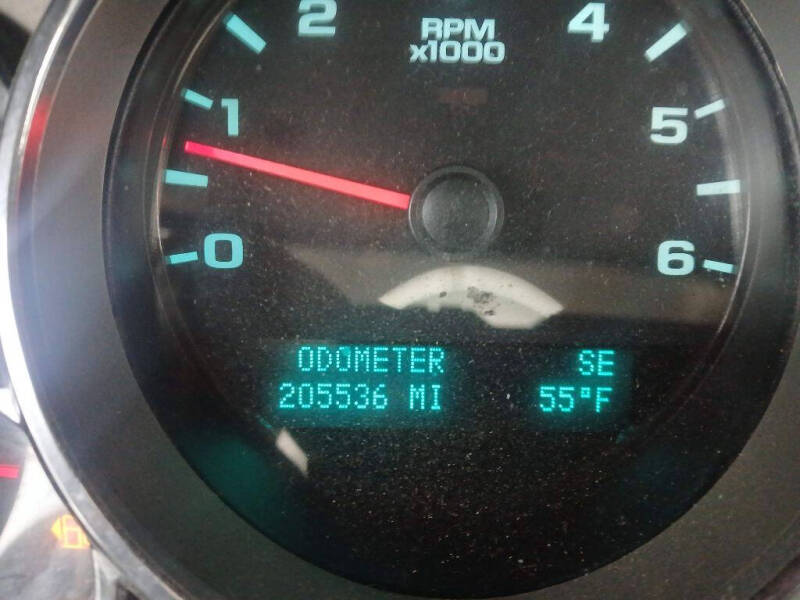 2 RPM 4
x1000
1 5
0 6
ODOMETER SE
205536 MI 55°F